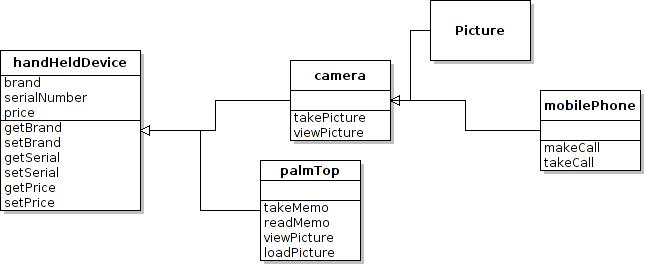 handHeldDevice
brand
serialNumber
price
getBrand
setBrand
getSerial
setSerial
getPrice
setPrice
camera
takePicture
viewPicture
palmTop
takeMemo
readMemo
viewPicture
loadPicture
Picture
mobilePhone
makeCall
takeCall